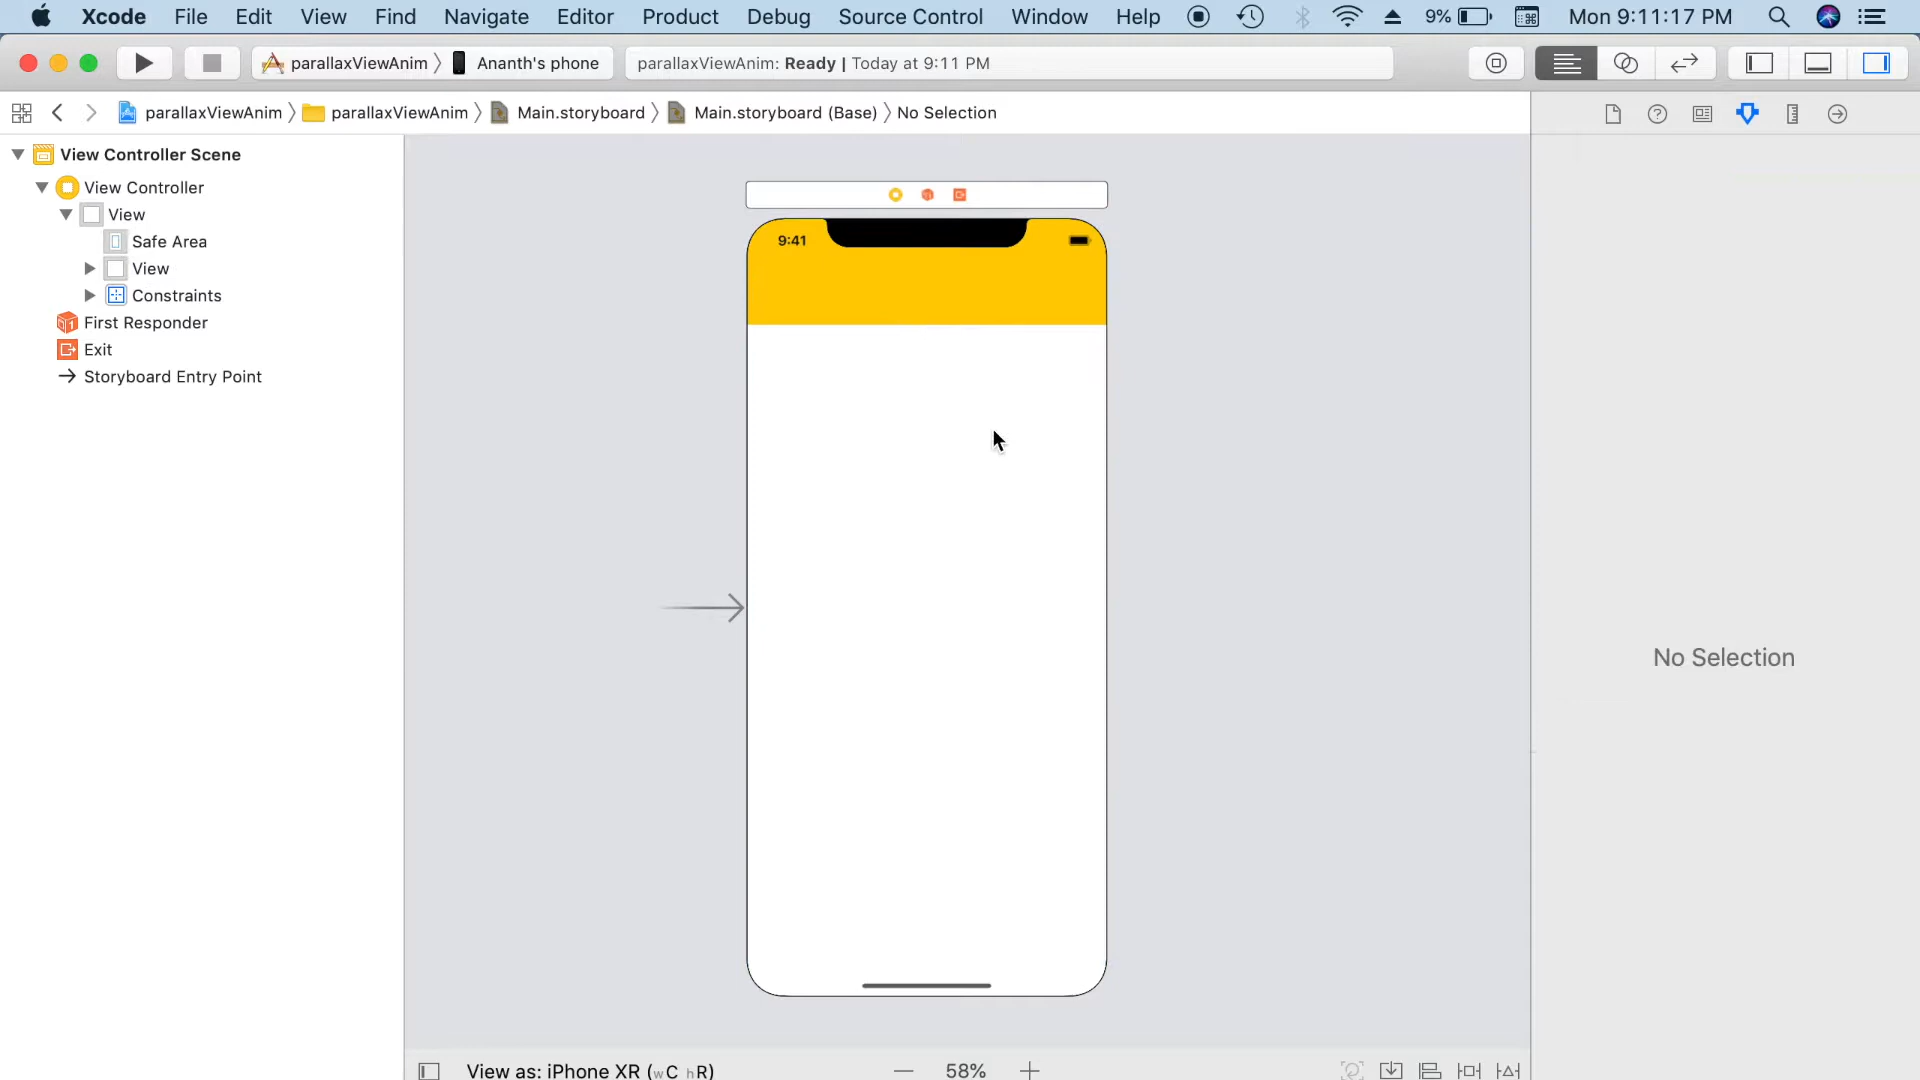 Xcode File Edit View Find Navigate Editor Product Debug Source Control Window Help 9% Mon 9:11:17 PM
parallaxViewAnim Ananth's phone parallaxViewAnim: Ready | Today at 9:11 PM
parallaxViewAnim parallaxViewAnim Main.storyboard Main.storyboard (Base) No Selection
View Controller Scene
View Controller
View
Safe Area
View
Constraints
First Responder
Exit
Storyboard Entry Point
9:41
No Selection
View as: iPhone XR (wC hR) 58%